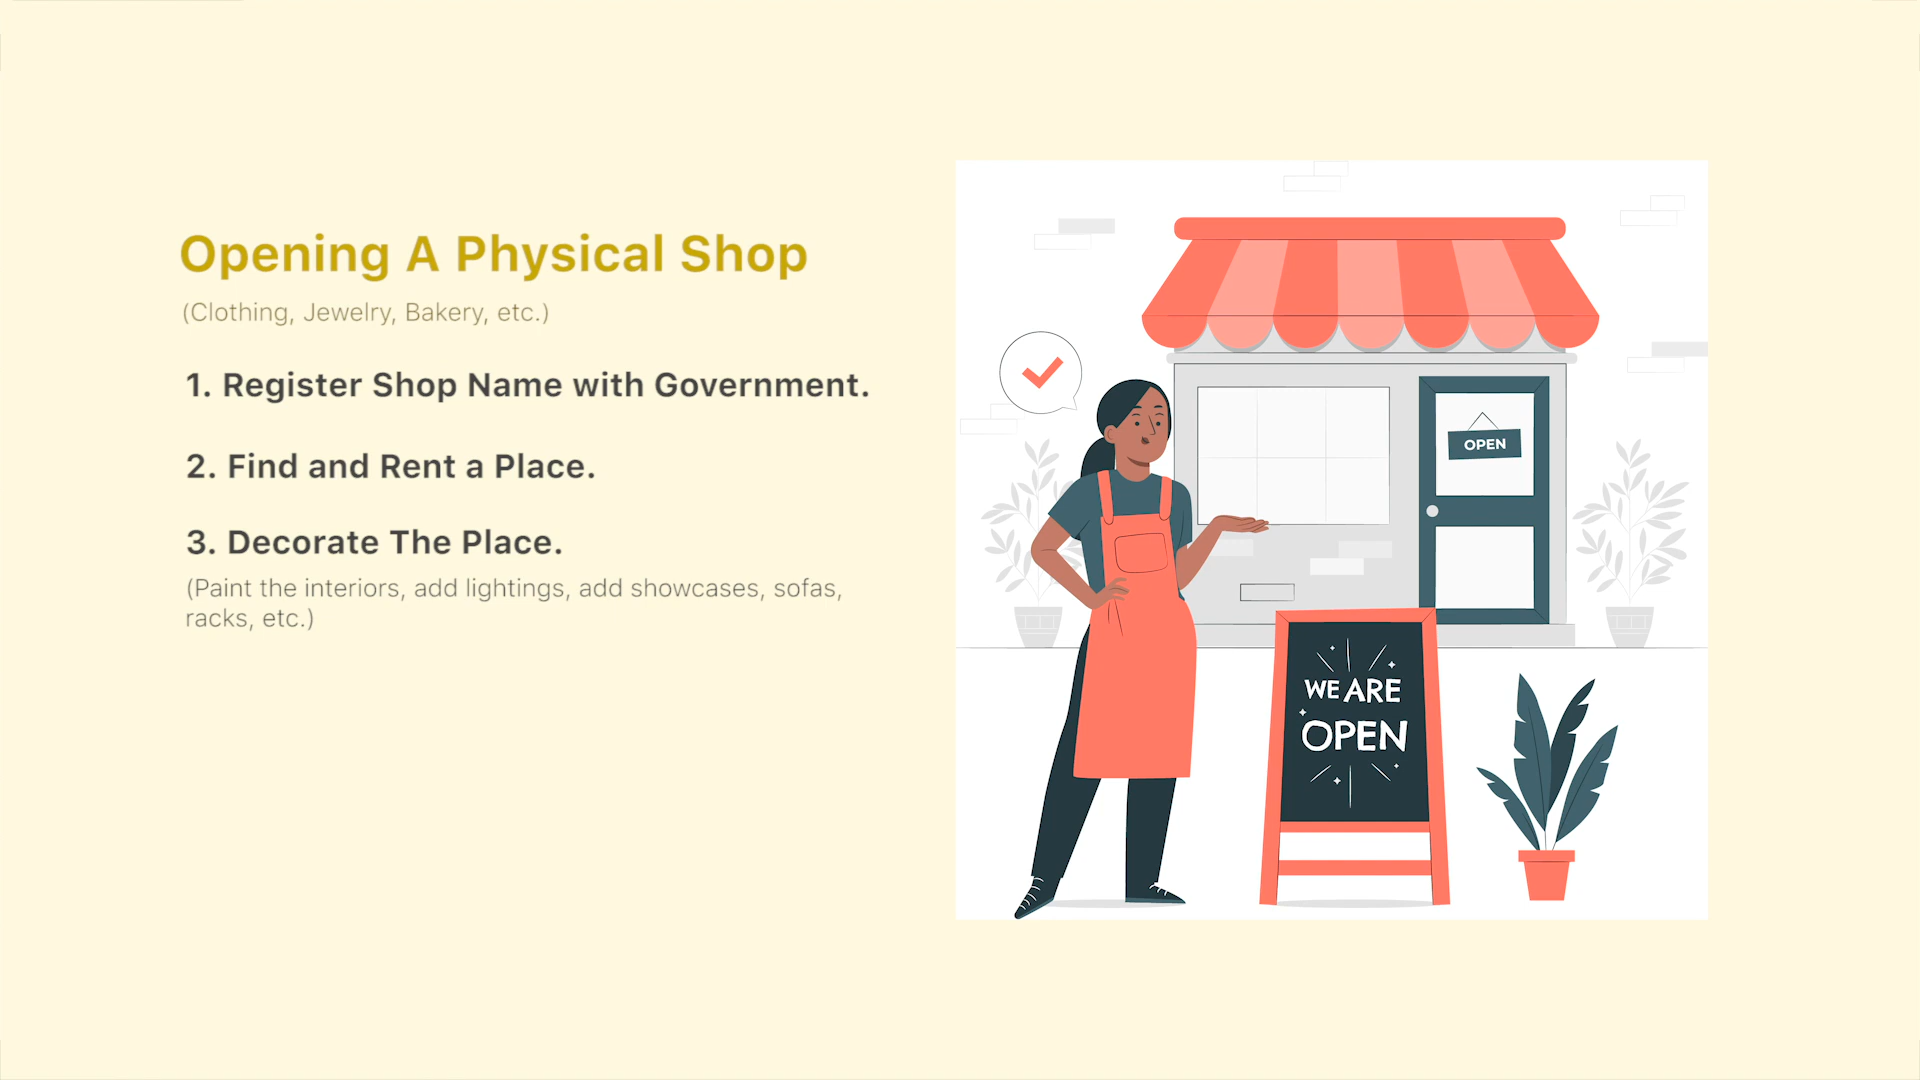 Opening A Physical Shop
(Clothing, Jewelry, Bakery, etc.)
1. Register Shop Name with Government.
2. Find and Rent a Place.
3. Decorate The Place.
(Paint the interiors, add lightings, add showcases, sofas,
racks, etc.)
OPEN
WE ARE
OPEN